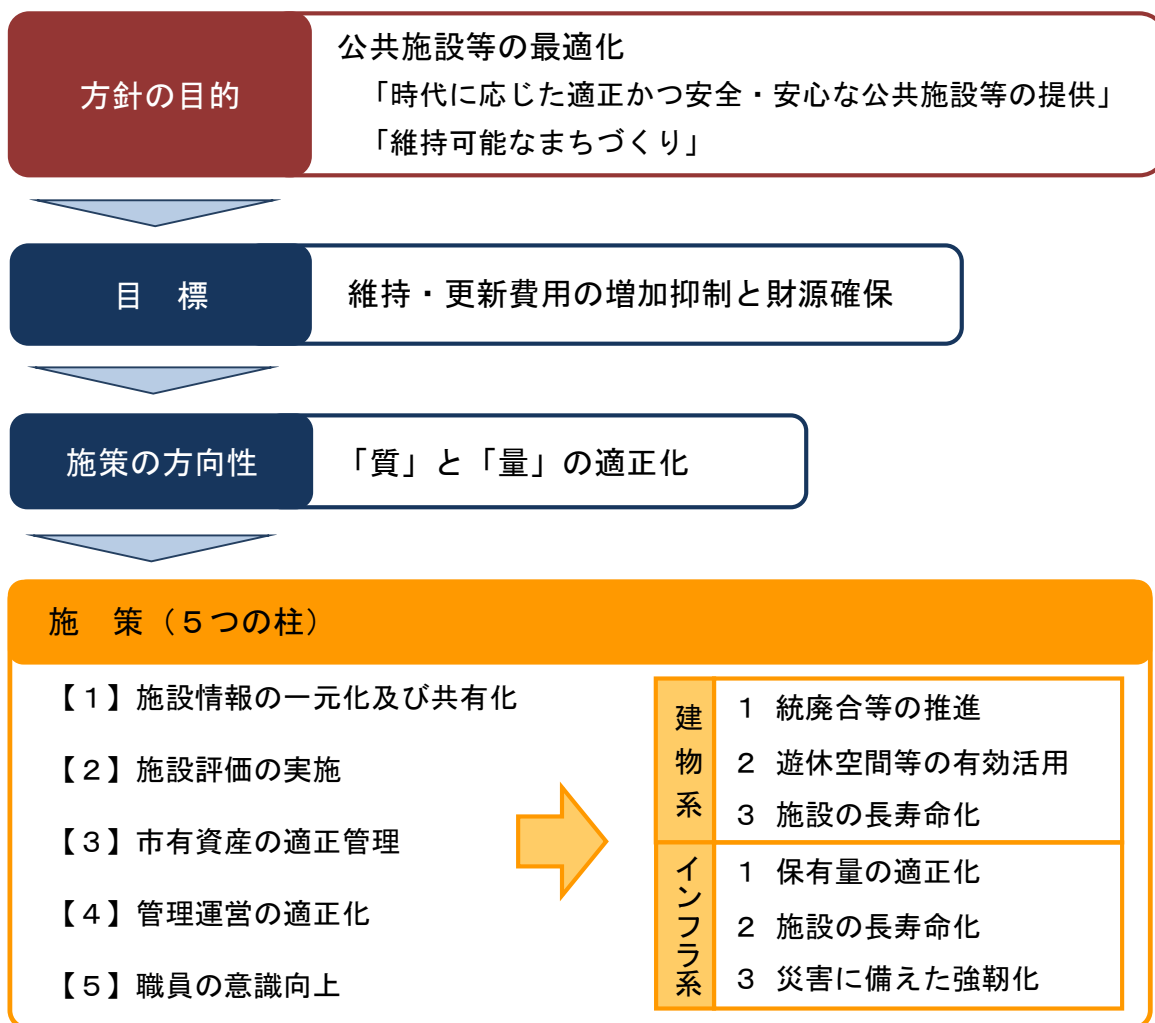 方針の目的
公共施設等の最適化
「時代に応じた適正かつ安全・安心な公共施設等の提供」
「維持可能なまちづくり」
目　標
維持・更新費用の増加抑制と財源確保
施策の方向性
「質」と「量」の適正化
施　策（５つの柱）
【１】施設情報の一元化及び共有化
【２】施設評価の実施
【３】市有資産の適正管理
【４】管理運営の適正化
【５】職員の意識向上
建物系
１　統廃合等の推進
２　遊休空間等の有効活用
３　施設の長寿命化
インフラ系
１　保有量の適正化
２　施設の長寿命化
３　災害に備えた強靭化